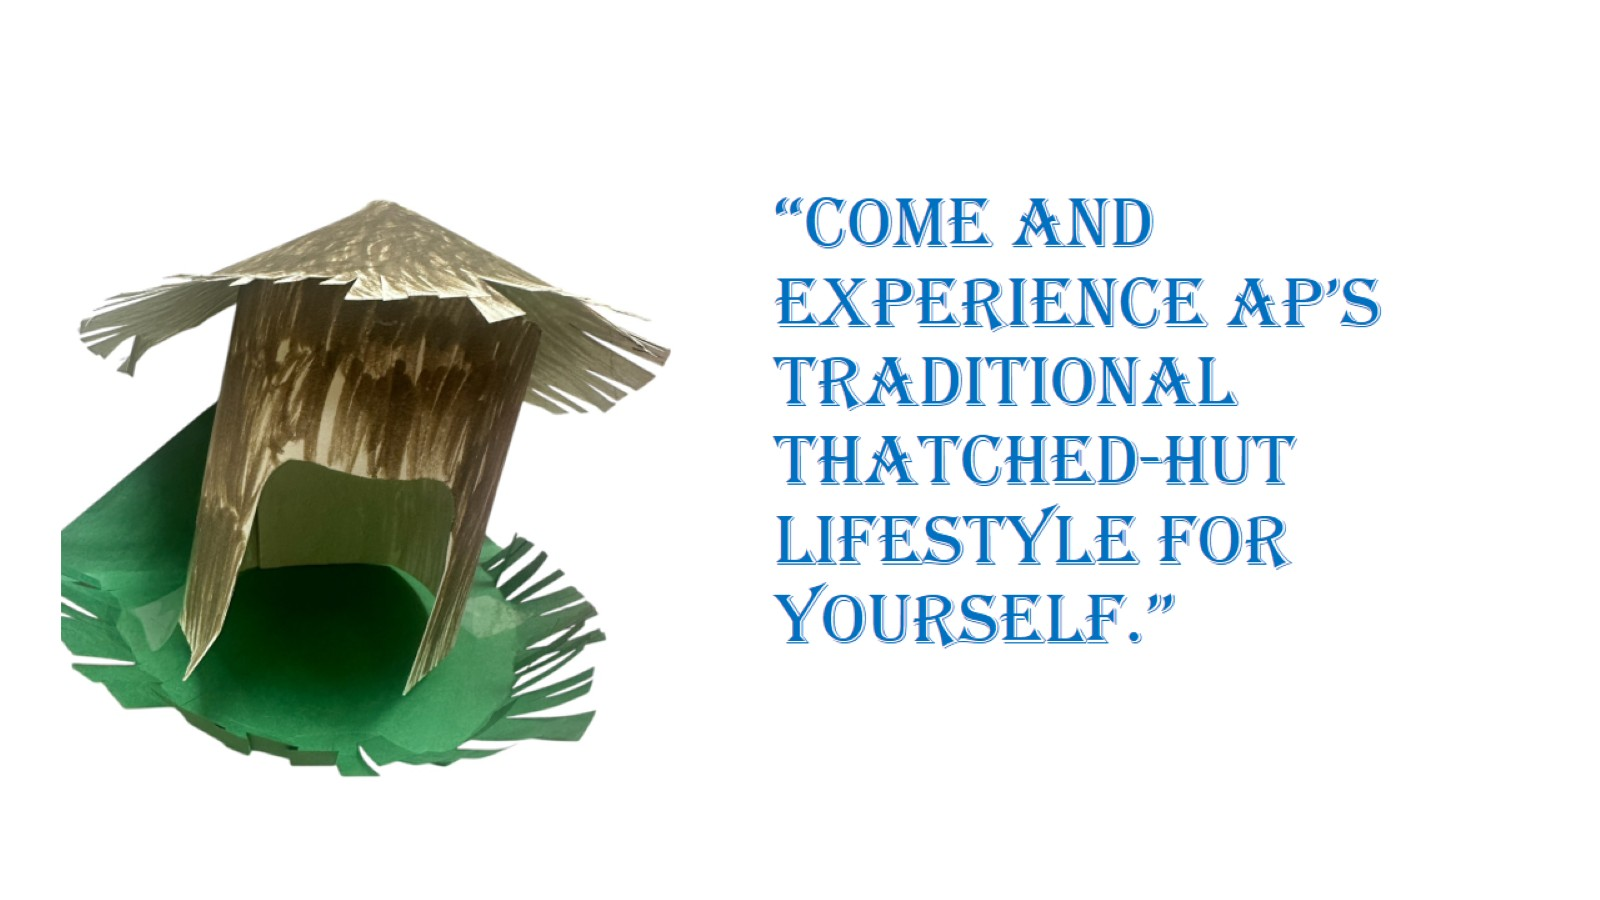 “COME AND
EXPERIENCE AP’S
TRADITIONAL
THATCHED-HUT
LIFESTYLE FOR
YOURSELF.”